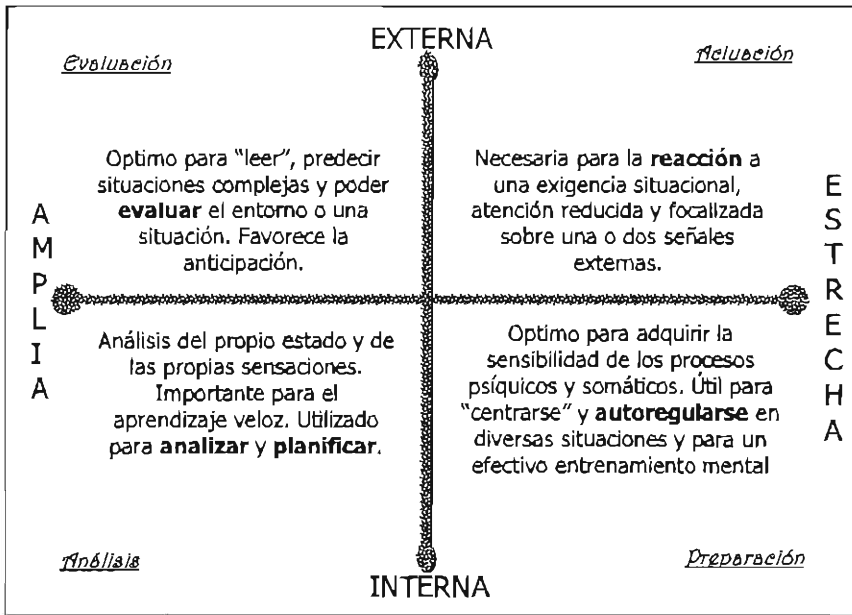 EXTERNA
Evaluación
Actuación
Optimo para "leer", predecir
situaciones complejas y poder
evaluar el entorno o una
situación. Favorece la
anticipación.
Necesaria para la reacción a
una exigencia situacional,
atención reducida y focalizada
sobre una o dos señales
externas.
AMPLIA
ESTRECHA
Análisis del propio estado y de
las propias sensaciones.
Importante para el
aprendizaje veloz. Utilizado
para analizar y planificar.
Optimo para adquirir la
sensibilidad de los procesos
psíquicos y somáticos. Útil para
"centrarse" y autoregularse en
diversas situaciones y para un
efectivo entrenamiento mental
Análisis
Preparación
INTERNA